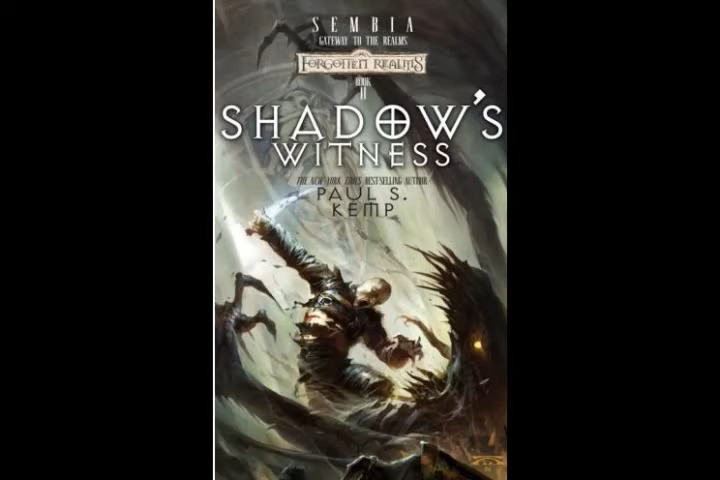 SEMBIA
GATEWAY TO THE REALMS
FORGOTTEN REALMS
BOOK
II
SHADOW'S
WITNESS
THE NEW YORK TIMES BEST-SELLING AUTHOR
PAUL S.
KEMP